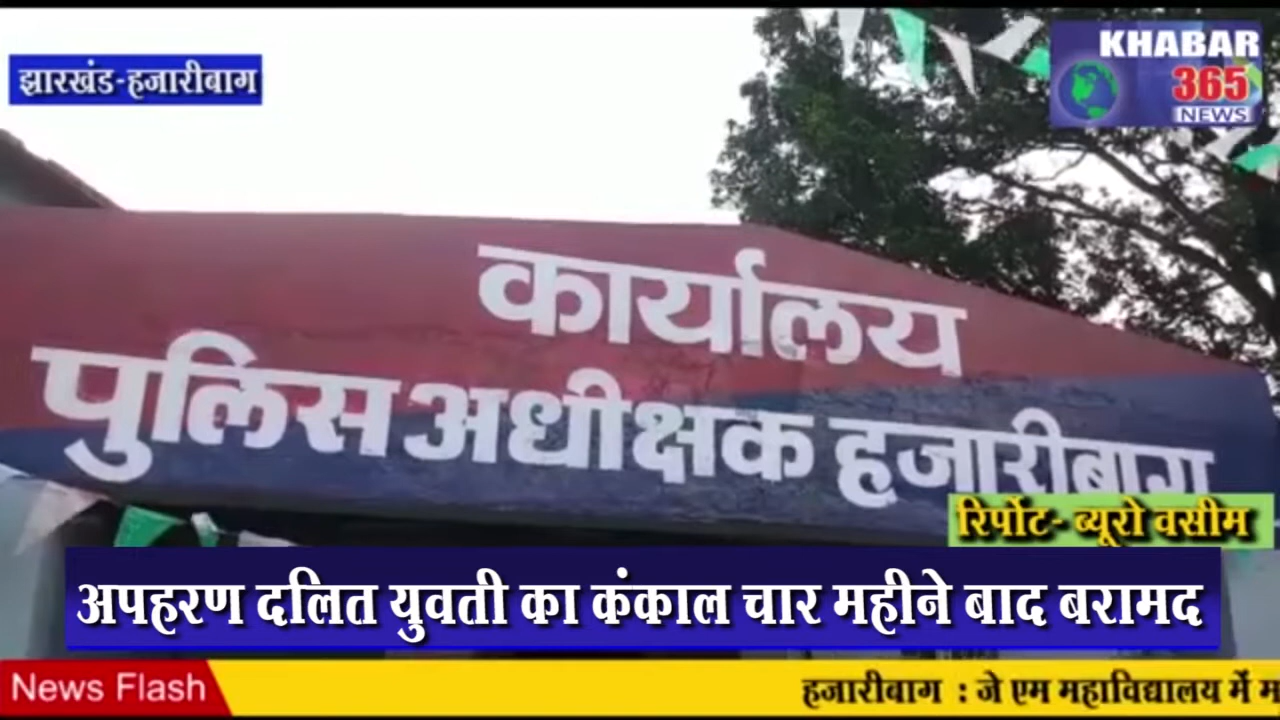 झारखंड-हजारीबाग
KHABAR
365
NEWS
कार्यालय
पुलिस अधीक्षक हजारीबाग
रिर्पोट- ब्यूरो वसीम
अपहरण दलित युवती का कंकाल चार महीने बाद बरामद
News Flash
हजारीबाग : जे एम महाविद्यालय में